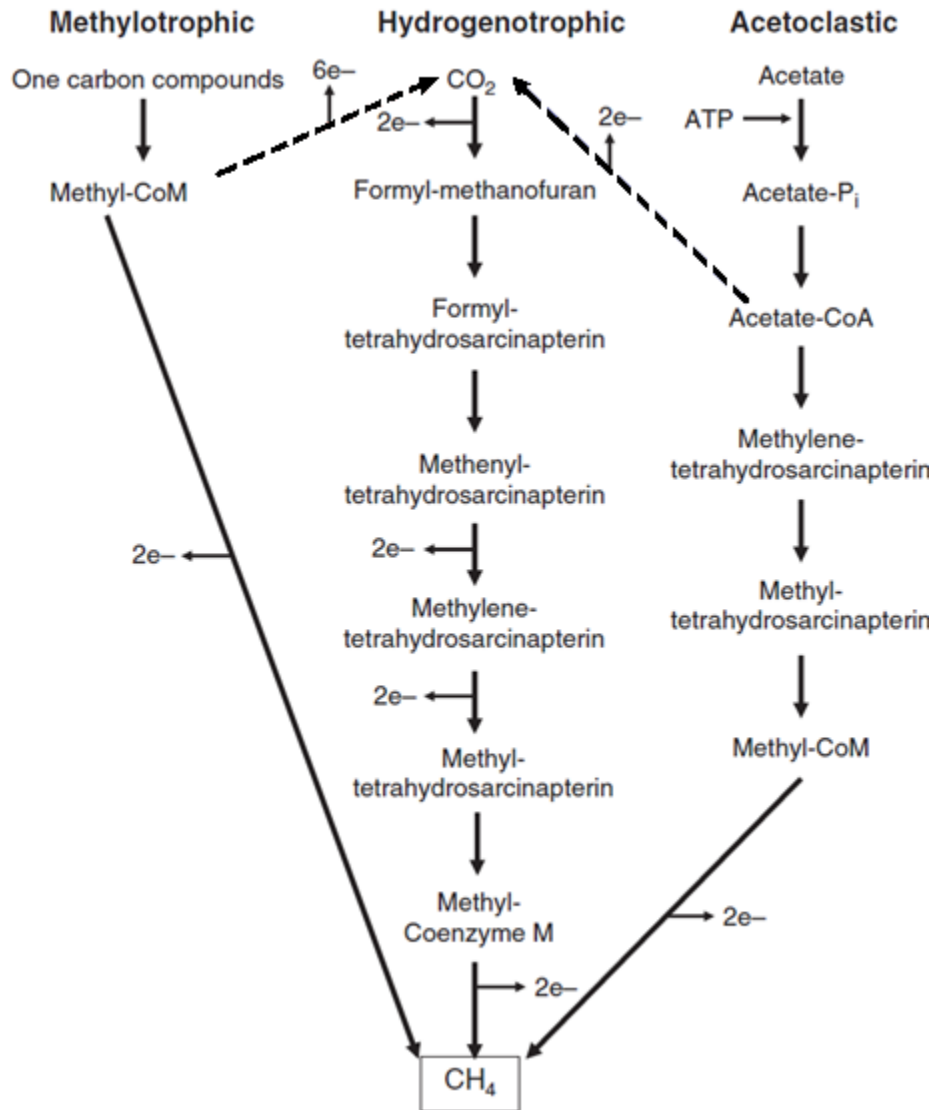 Methylotrophic
One carbon compounds
6e–
Methyl-CoM
2e–
Hydrogenotrophic
CO₂
2e–
Formyl-methanofuran
Formyl-
tetrahydrosarcinapterin
Methenyl-
tetrahydrosarcinapterin
2e–
Methylene-
tetrahydrosarcinapterin
2e–
Methyl-
tetrahydrosarcinapterin
Methyl-
Coenzyme M
2e–
CH₄
Acetoclastic
Acetate
ATP
2e–
Acetate-Pᵢ
Acetate-CoA
Methylene-
tetrahydrosarcinapterin
Methyl-
tetrahydrosarcinapterin
Methyl-CoM
2e–